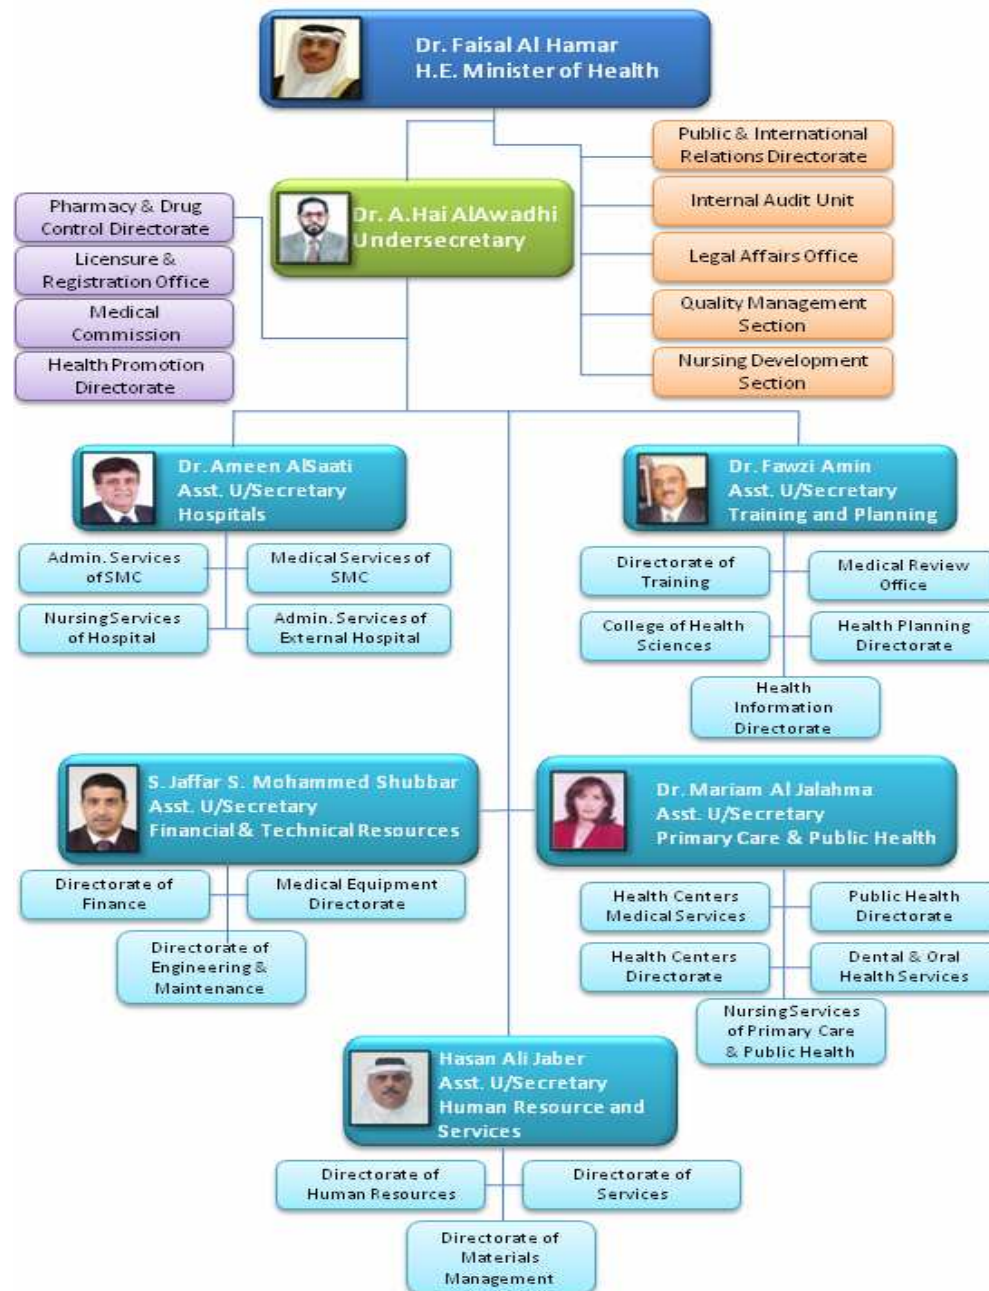 Dr. Faisal Al Hamar
H.E. Minister of Health
Public & International
Relations Directorate
Internal Audit Unit
Legal Affairs Office
Quality Management
Section
Nursing Development
Section
Dr. A.Hai AlAwadhi
Undersecretary
Pharmacy & Drug
Control Directorate
Licensure &
Registration Office
Medical
Commission
Health Promotion
Directorate
Dr. Ameen AlSaati
Asst. U/Secretary
Hospitals
Admin. Services
of SMC
Medical Services of
SMC
Nursing Services
of Hospital
Admin. Services of
External Hospital
Dr. Fawzi Amin
Asst. U/Secretary
Training and Planning
Directorate of
Training
Medical Review
Office
College of Health
Sciences
Health Planning
Directorate
Health
Information
Directorate
S. Jaffar S. Mohammed Shubbar
Asst. U/Secretary
Financial & Technical Resources
Directorate of
Finance
Medical Equipment
Directorate
Directorate of
Engineering &
Maintenance
Dr. Mariam Al Jalahma
Asst. U/Secretary
Primary Care & Public Health
Health Centers
Medical Services
Public Health
Directorate
Health Centers
Directorate
Dental & Oral
Health Services
Nursing Services
of Primary Care
& Public Health
Hasan Ali Jaber
Asst. U/Secretary
Human Resource and
Services
Directorate of
Human Resources
Directorate of
Services
Directorate of
Materials
Management